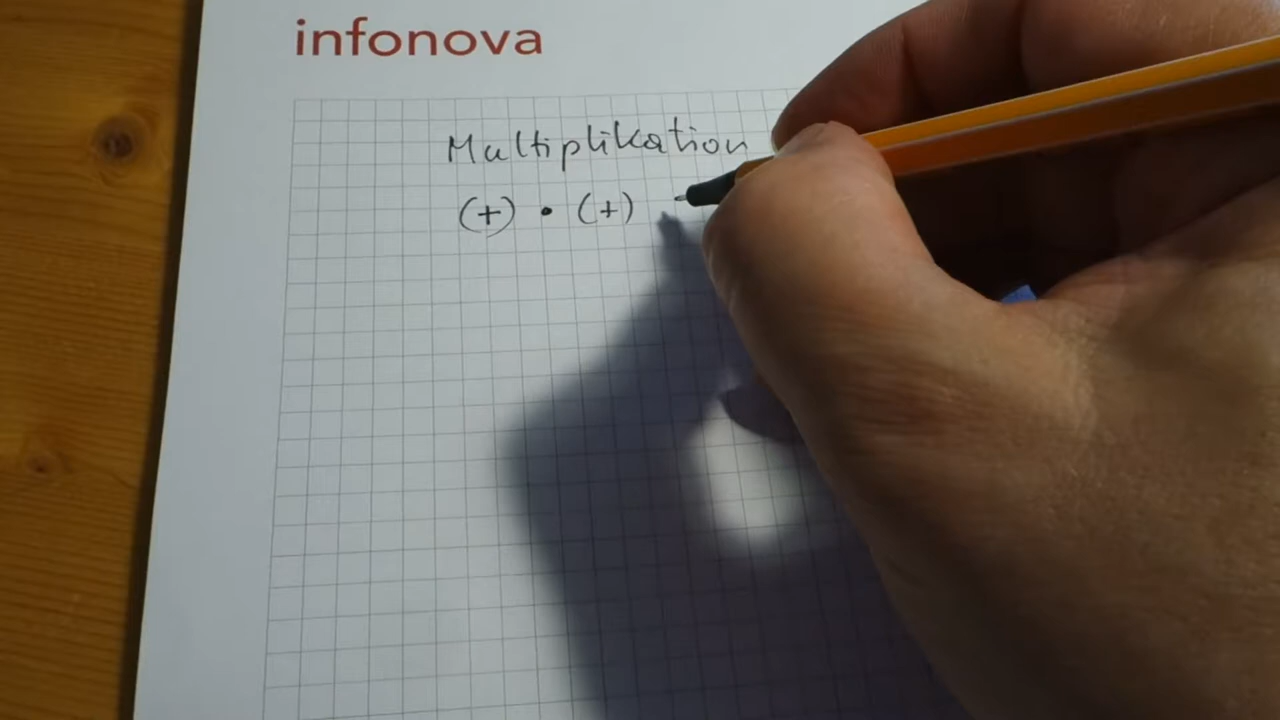 infonova
Multiplikation
(+) • (+)